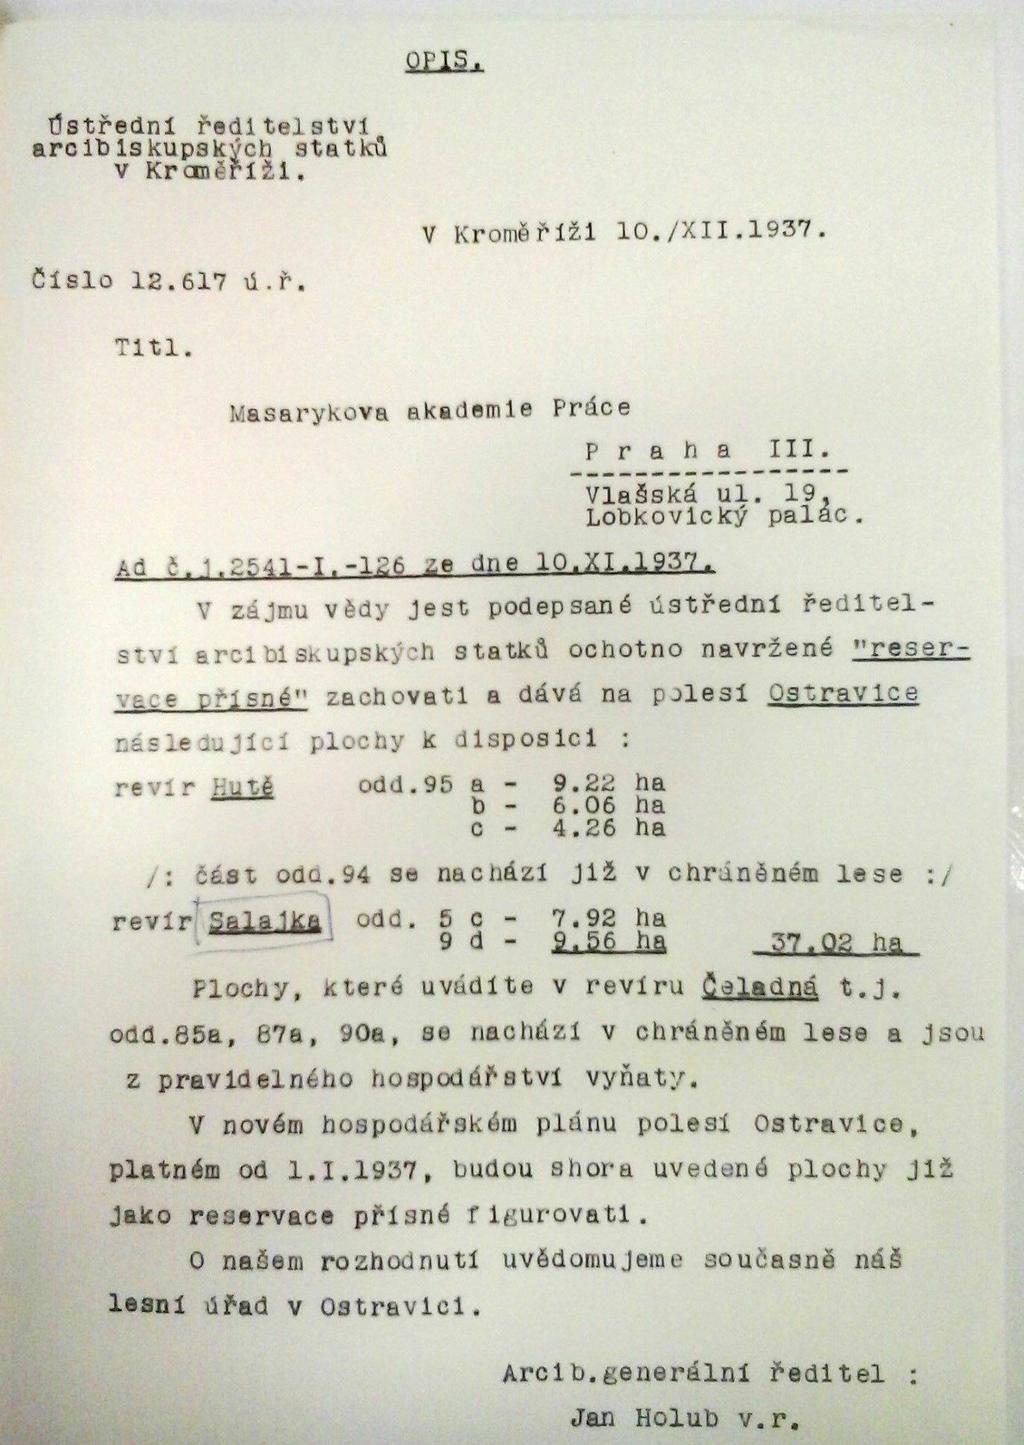 OPIS.
Ústřední ředitelství
arcibiskupských statků
v Kroměříži.
V Kroměříži 10./XII.1937.
Číslo 12.617 ú.ř.
Titl.
Masarykova akademie Práce
P r a h a  III.
-----------------
Vlašská ul. 19,
Lobkovický palác.
Ad č.j.2541-I.-126 ze dne 10.XI.1937.
V zájmu vědy jest podepsané ústřední ředitel-
ství arcibiskupských statků ochotno navržené "reser-
vace přísné" zachovati a dává na polesí Ostravice
následující plochy k disposici :
revír Hutě odd.95 a - 9.22 ha
b - 6.06 ha
c - 4.26 ha
/: část odd.94 se nachází již v chráněném lese :/
revír Salajka odd. 5 c - 7.92 ha
9 d - 9.56 ha 37.02 ha
Plochy, které uvádíte v revíru Čeladná t.j.
odd.85a, 87a, 90a, se nachází v chráněném lese a jsou
z pravidelného hospodářství vyňaty.
V novém hospodářském plánu polesí Ostravice,
platném od 1.I.1937, budou shora uvedené plochy již
jako reservace přísné figurovati.
O našem rozhodnutí uvědomujeme současně náš
lesní úřad v Ostravici.
Arcib.generální ředitel :
Jan Holub v.r.